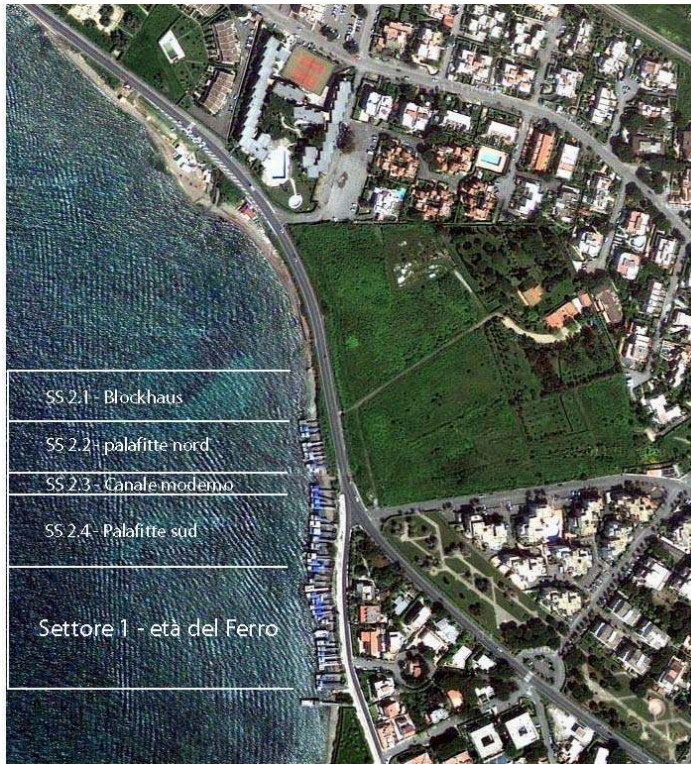 SS 2.1 - Blockhaus
SS 2.2 - palafitte nord
SS 2.3 - Canale moderno
SS 2.4 - Palafitte sud
Settore 1 - età del Ferro